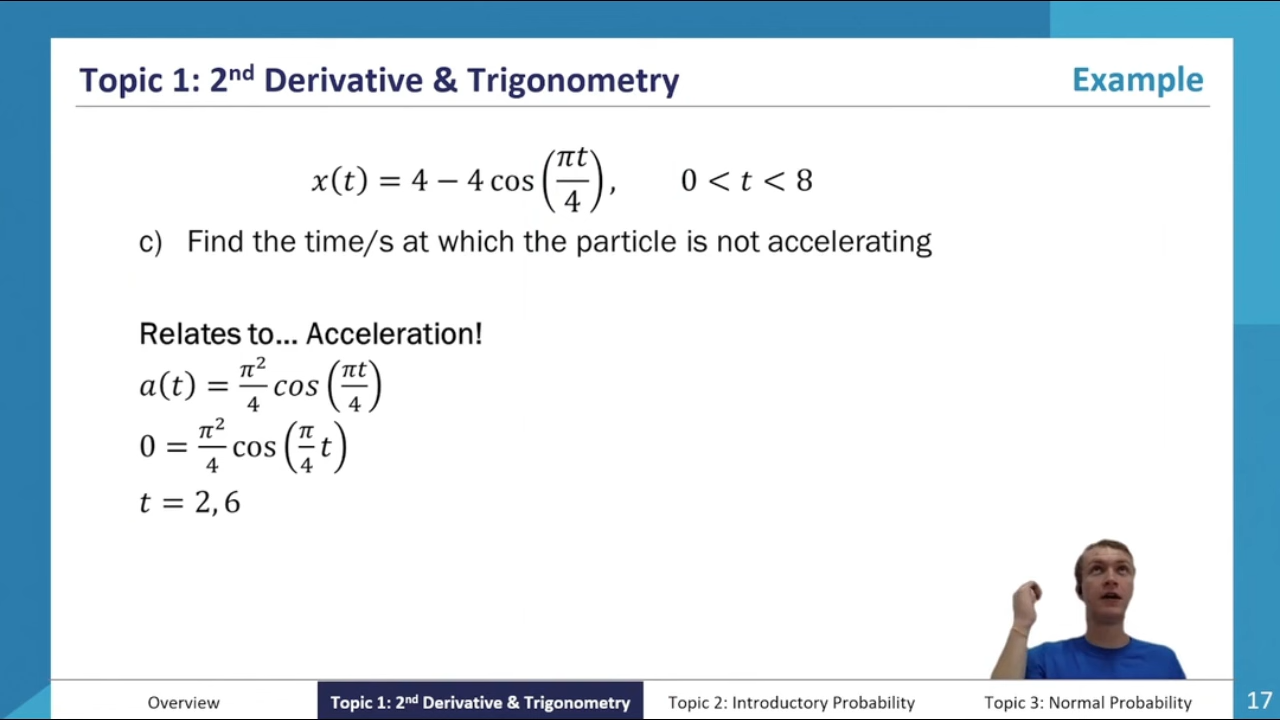 Topic 1: 2nd Derivative & Trigonometry
Example
x(t) = 4 − 4 cos(πt/4), 0 < t < 8
c) Find the time/s at which the particle is not accelerating
Relates to... Acceleration!
a(t) = π²/4 cos(πt/4)
0 = π²/4 cos(π/4 t)
t = 2, 6
Overview
Topic 1: 2nd Derivative & Trigonometry
Topic 2: Introductory Probability
Topic 3: Normal Probability
17